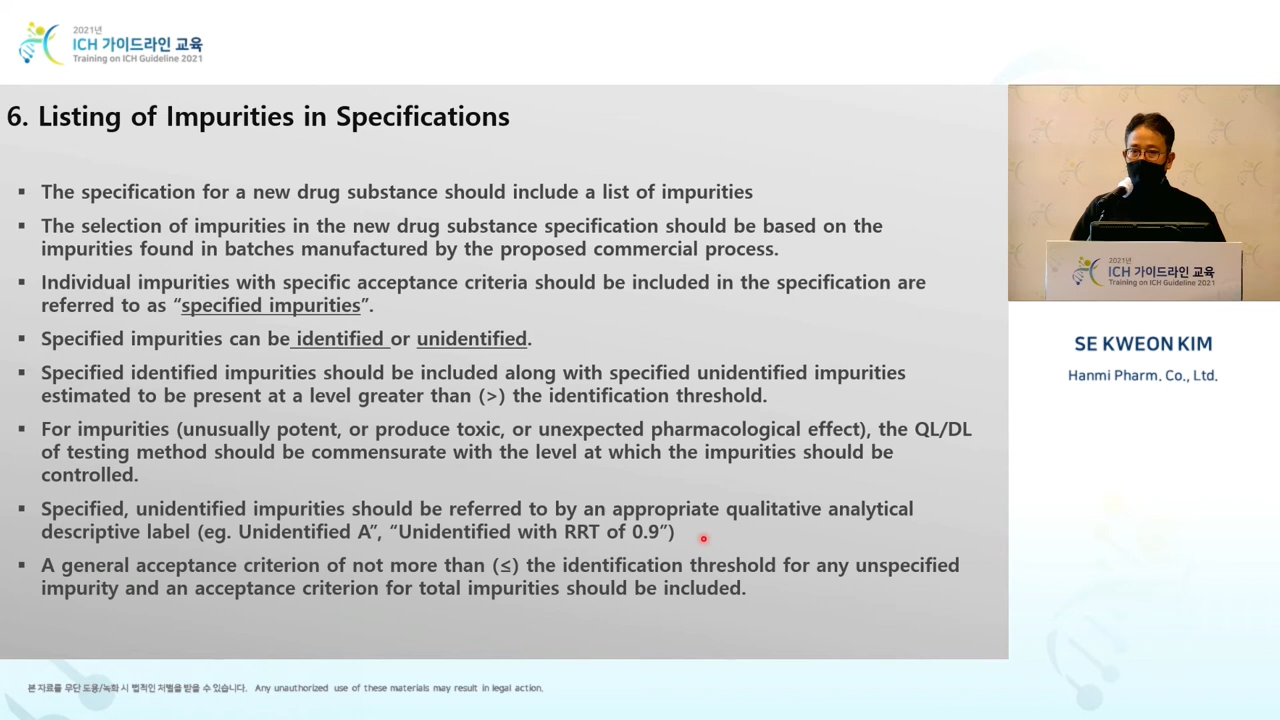 2021년
ICH 가이드라인 교육
Training on ICH Guideline 2021
6. Listing of Impurities in Specifications
▪ The specification for a new drug substance should include a list of impurities
▪ The selection of impurities in the new drug substance specification should be based on the
impurities found in batches manufactured by the proposed commercial process.
▪ Individual impurities with specific acceptance criteria should be included in the specification are
referred to as “specified impurities”.
▪ Specified impurities can be identified or unidentified.
▪ Specified identified impurities should be included along with specified unidentified impurities
estimated to be present at a level greater than (>) the identification threshold.
▪ For impurities (unusually potent, or produce toxic, or unexpected pharmacological effect), the QL/DL
of testing method should be commensurate with the level at which the impurities should be
controlled.
▪ Specified, unidentified impurities should be referred to by an appropriate qualitative analytical
descriptive label (eg. Unidentified A”, “Unidentified with RRT of 0.9”)
▪ A general acceptance criterion of not more than (≤) the identification threshold for any unspecified
impurity and an acceptance criterion for total impurities should be included.
2021년
ICH 가이드라인 교육
Training on ICH Guideline 2021
SE KWEON KIM
Hanmi Pharm. Co., Ltd.
본 자료를 무단 도용/녹화 시 법적인 처벌을 받을 수 있습니다. Any unauthorized use of these materials may result in legal action.